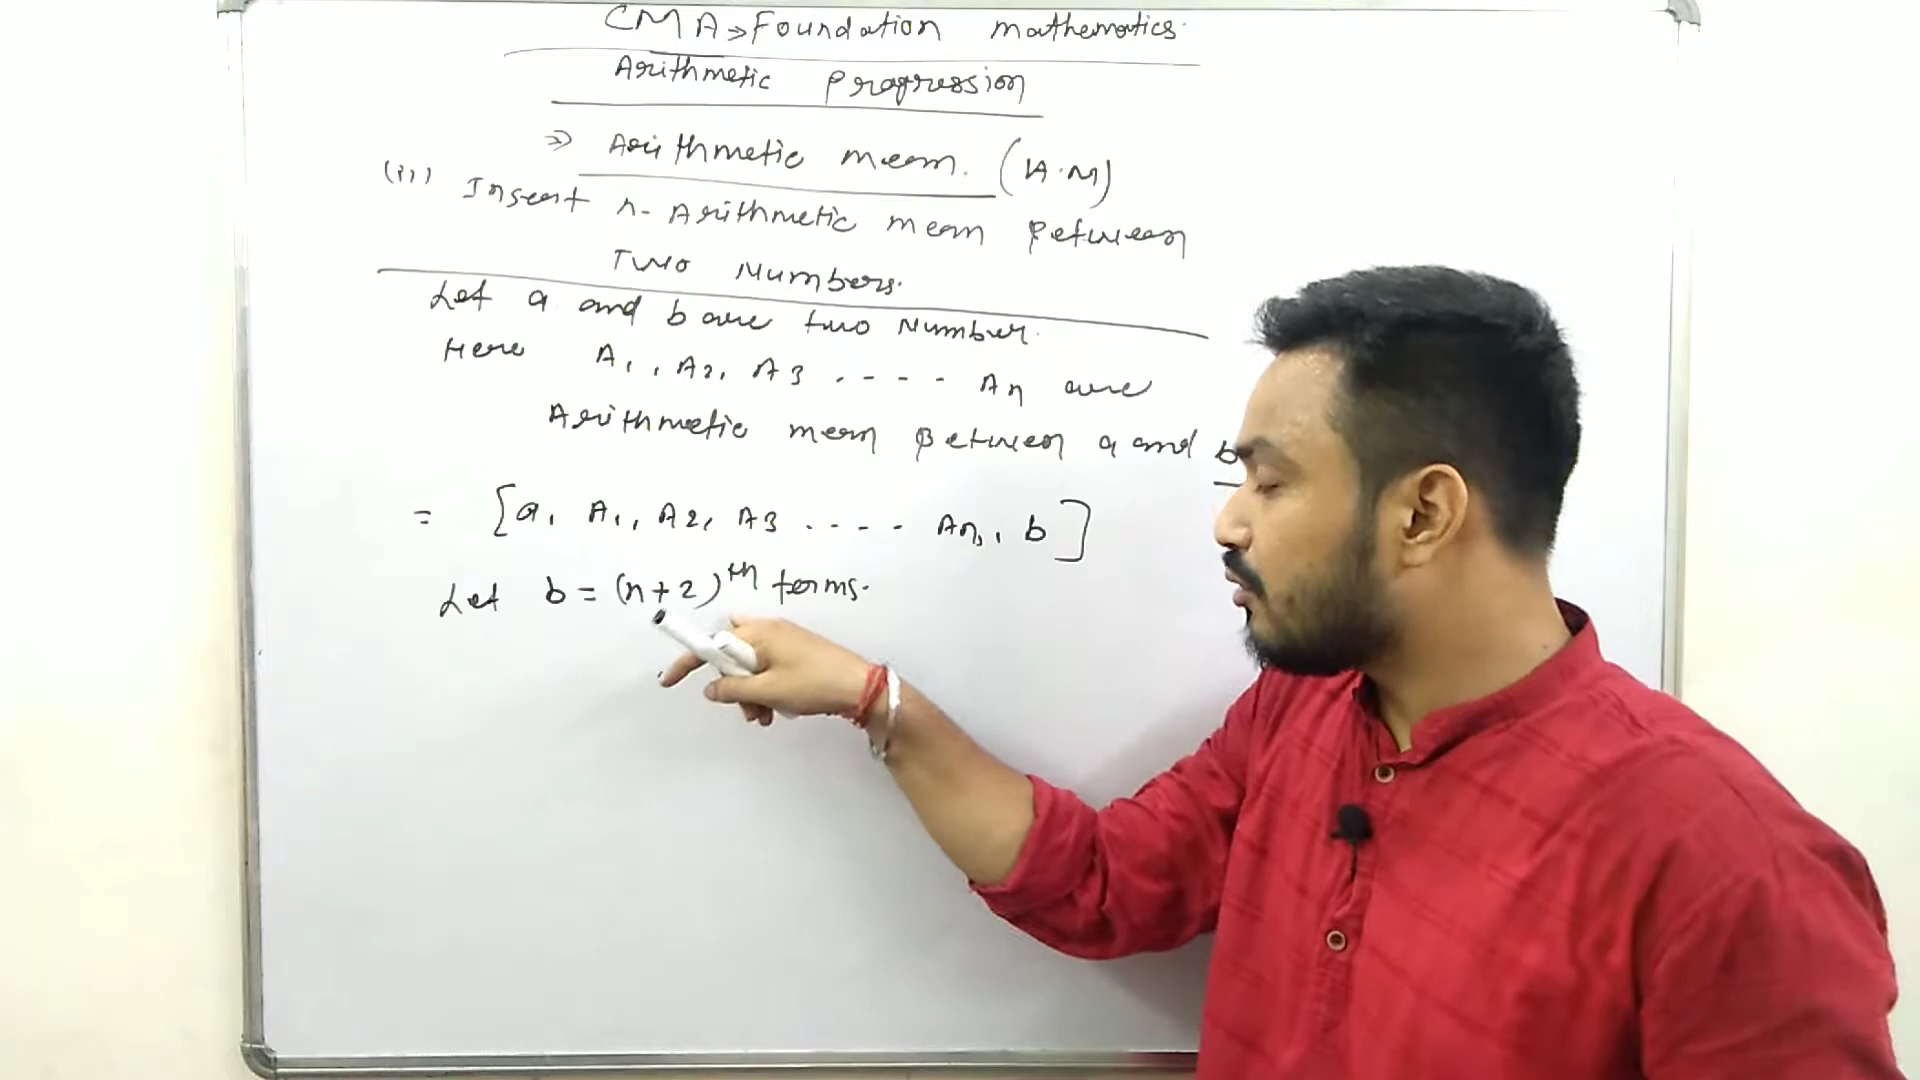 CMA => Foundation mathematics.
Arithmetic Progression
=> Arithmetic mean. (A.M)
(ii) Insert n- Arithmetic mean Between
Two Numbers.
Let a and b are two Number.
Here A1, A2, A3 ---- An are
Arithmetic mean Between a and b
= [a, A1, A2, A3 ---- An, b]
Let b = (n+2)th terms.